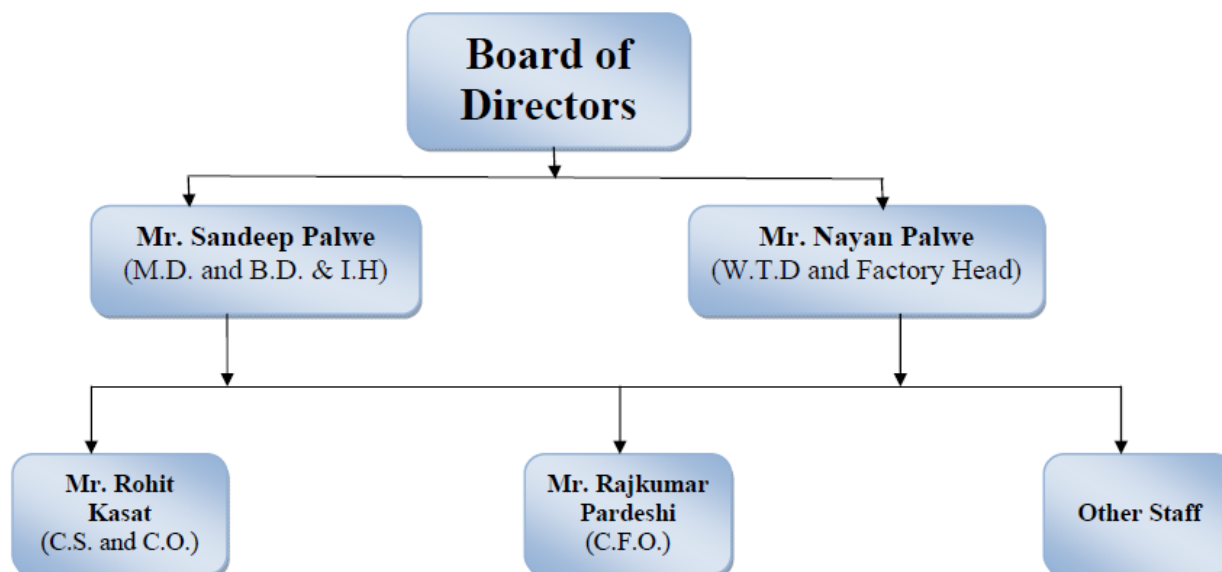 Board of
Directors
Mr. Sandeep Palwe
(M.D. and B.D. & I.H)
Mr. Nayan Palwe
(W.T.D and Factory Head)
Mr. Rohit
Kasat
(C.S. and C.O.)
Mr. Rajkumar
Pardeshi
(C.F.O.)
Other Staff